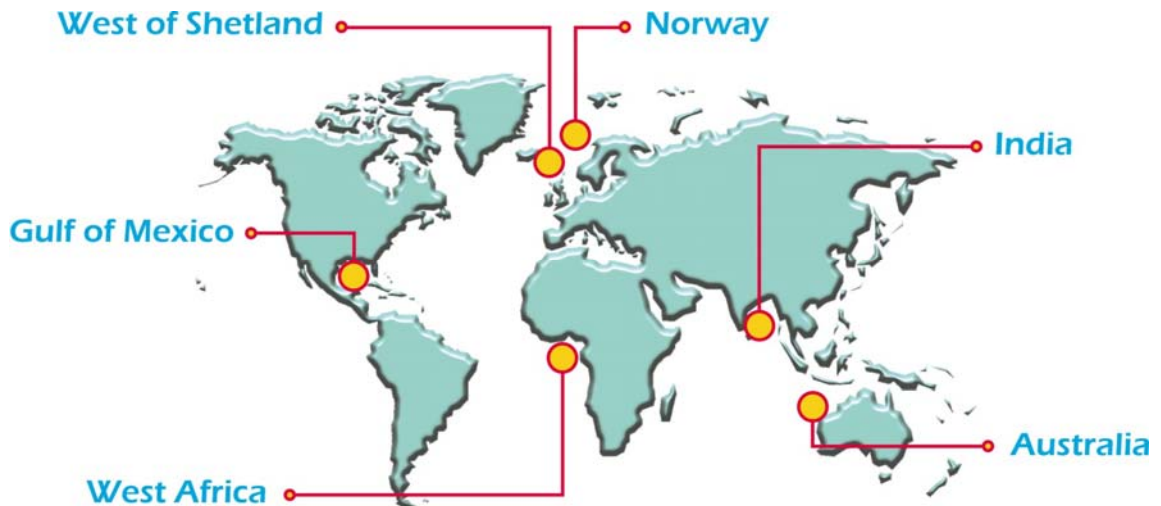 West of Shetland
Norway
India
Gulf of Mexico
Australia
West Africa